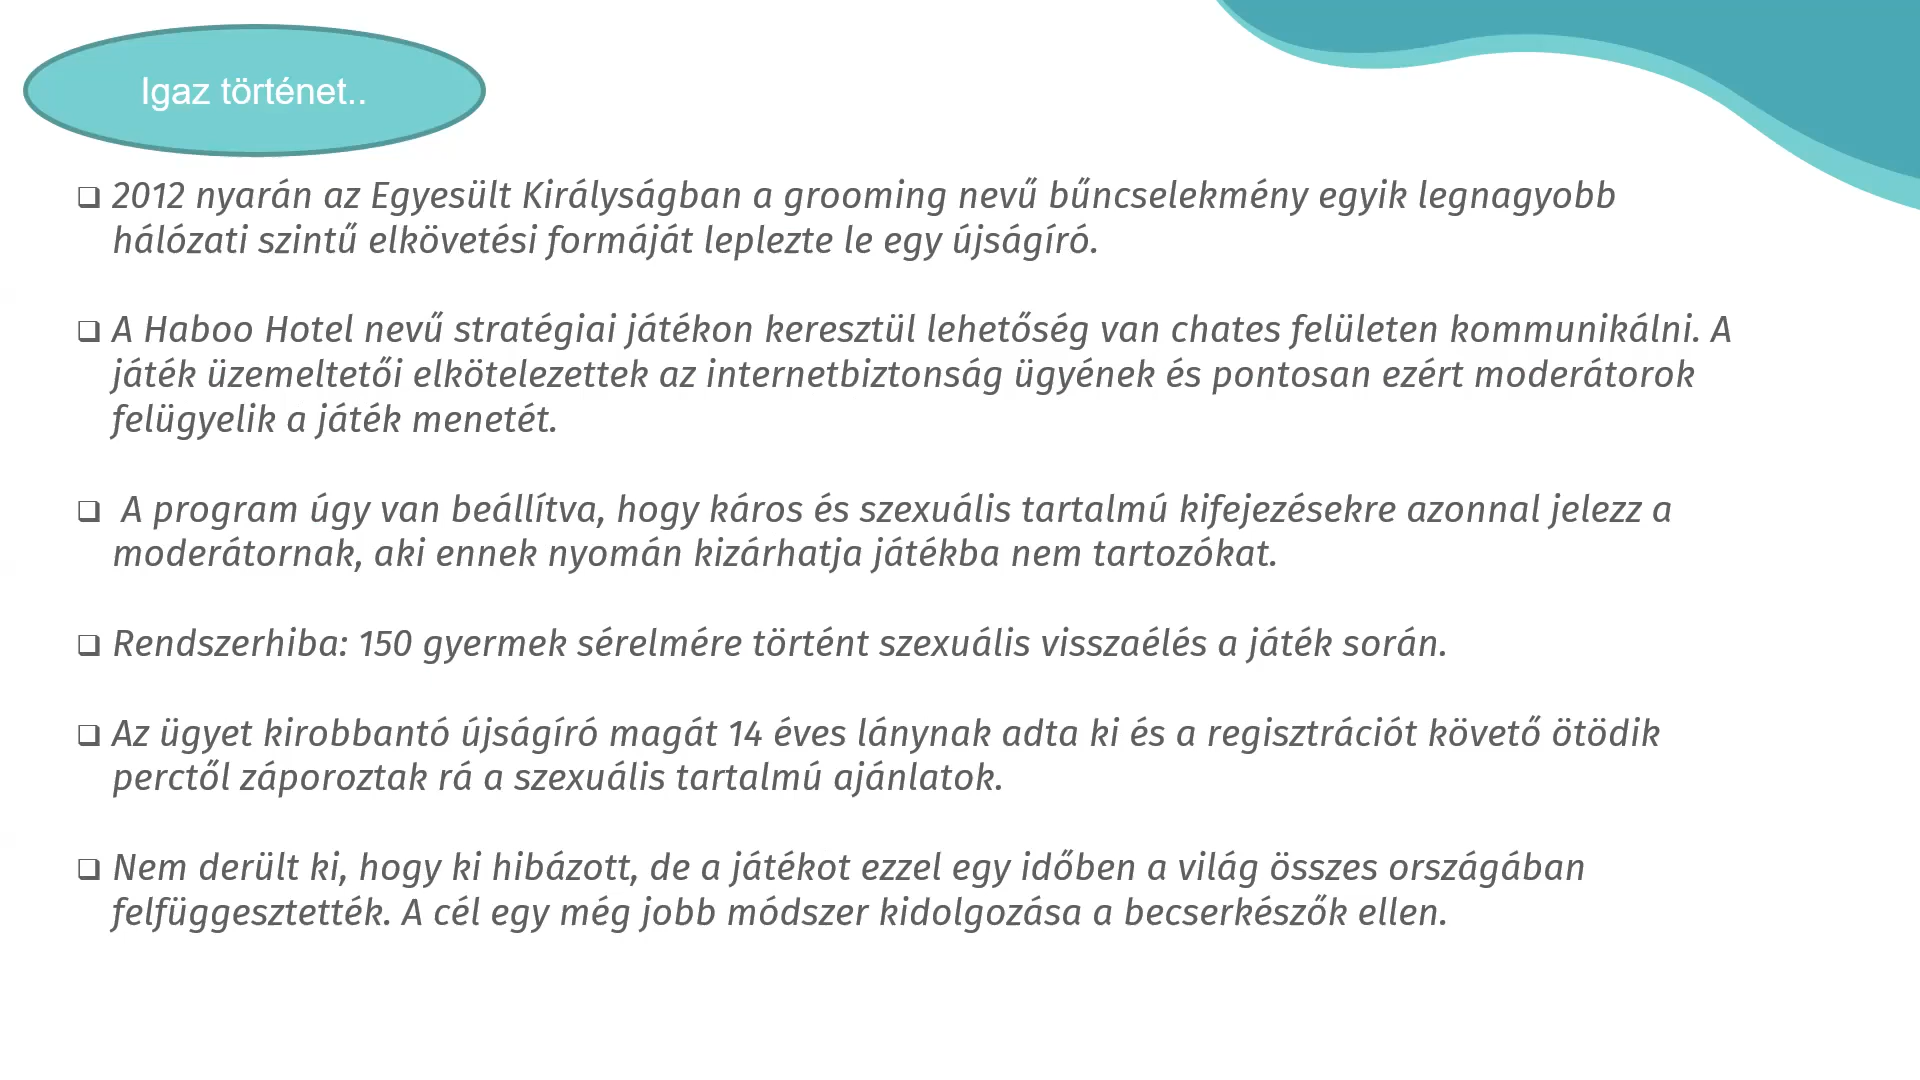 Igaz történet..
2012 nyarán az Egyesült Királyságban a grooming nevű bűncselekmény egyik legnagyobb
hálózati szintű elkövetési formáját leplezte le egy újságíró.
A Haboo Hotel nevű stratégiai játékon keresztül lehetőség van chates felületen kommunikálni. A
játék üzemeltetői elkötelezettek az internetbiztonság ügyének és pontosan ezért moderátorok
felügyelik a játék menetét.
A program úgy van beállítva, hogy káros és szexuális tartalmú kifejezésekre azonnal jelezz a
moderátornak, aki ennek nyomán kizárhatja játékba nem tartozókat.
Rendszerhiba: 150 gyermek sérelmére történt szexuális visszaélés a játék során.
Az ügyet kirobbantó újságíró magát 14 éves lánynak adta ki és a regisztrációt követő ötödik
perctől záporoztak rá a szexuális tartalmú ajánlatok.
Nem derült ki, hogy ki hibázott, de a játékot ezzel egy időben a világ összes országában
felfüggesztették. A cél egy még jobb módszer kidolgozása a becserkészők ellen.